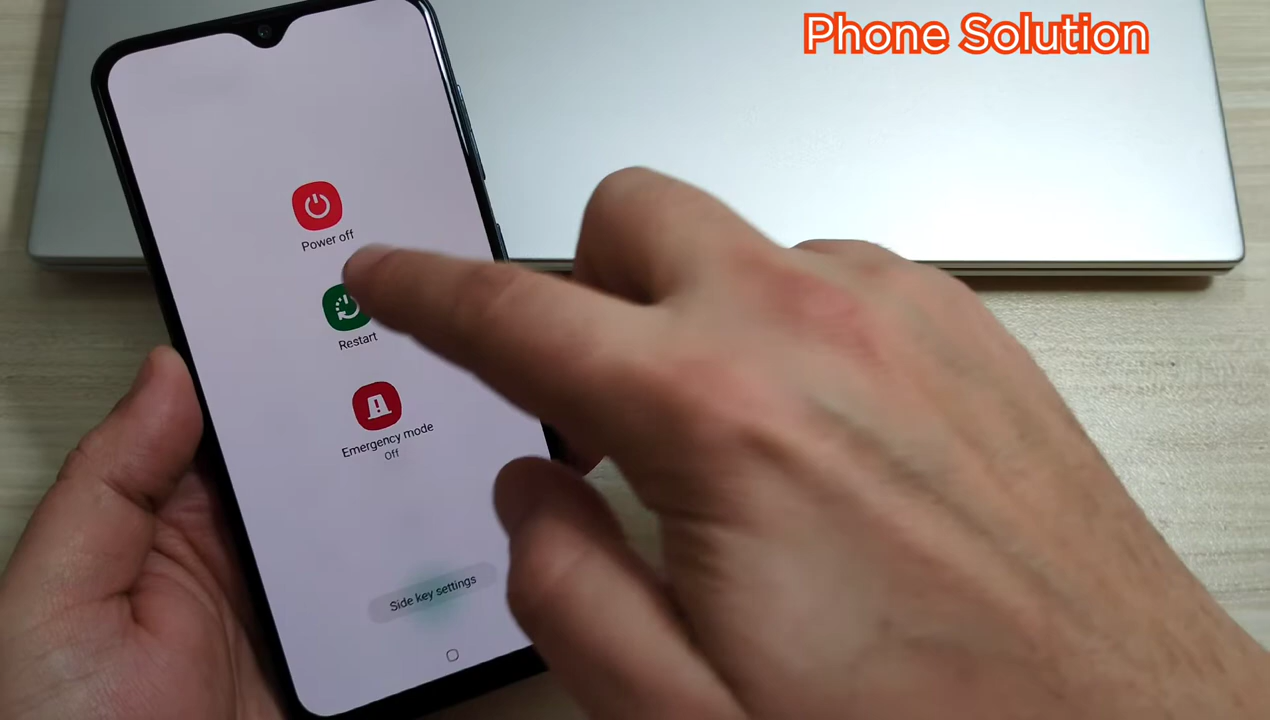 Phone Solution
Power off
Restart
Emergency mode
Off
Side key settings